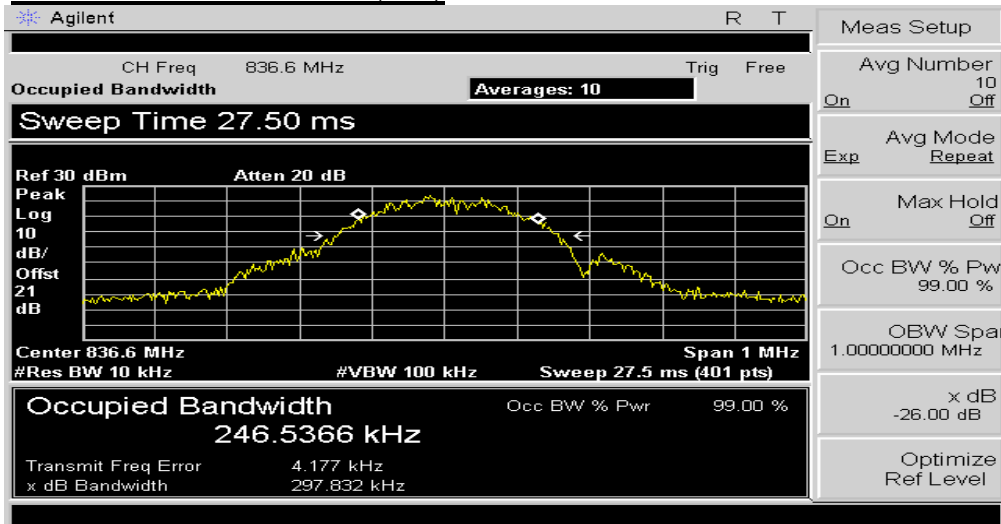 Agilent R T
CH Freq 836.6 MHz Trig Free
Occupied Bandwidth Averages: 10
Sweep Time 27.50 ms
Ref 30 dBm Atten 20 dB
Peak
Log
10
dB/
Offst
21
dB
Center 836.6 MHz Span 1 MHz
#Res BW 10 kHz #VBW 100 kHz Sweep 27.5 ms (401 pts)
Occupied Bandwidth Occ BW % Pwr 99.00 %
246.5366 kHz
Transmit Freq Error 4.177 kHz
x dB Bandwidth 297.832 kHz
Meas Setup
Avg Number
10
On Off
Avg Mode
Exp Repeat
Max Hold
On Off
Occ BW % Pw
99.00 %
OBW Spa
1.00000000 MHz
x dB
-26.00 dB
Optimize
Ref Level